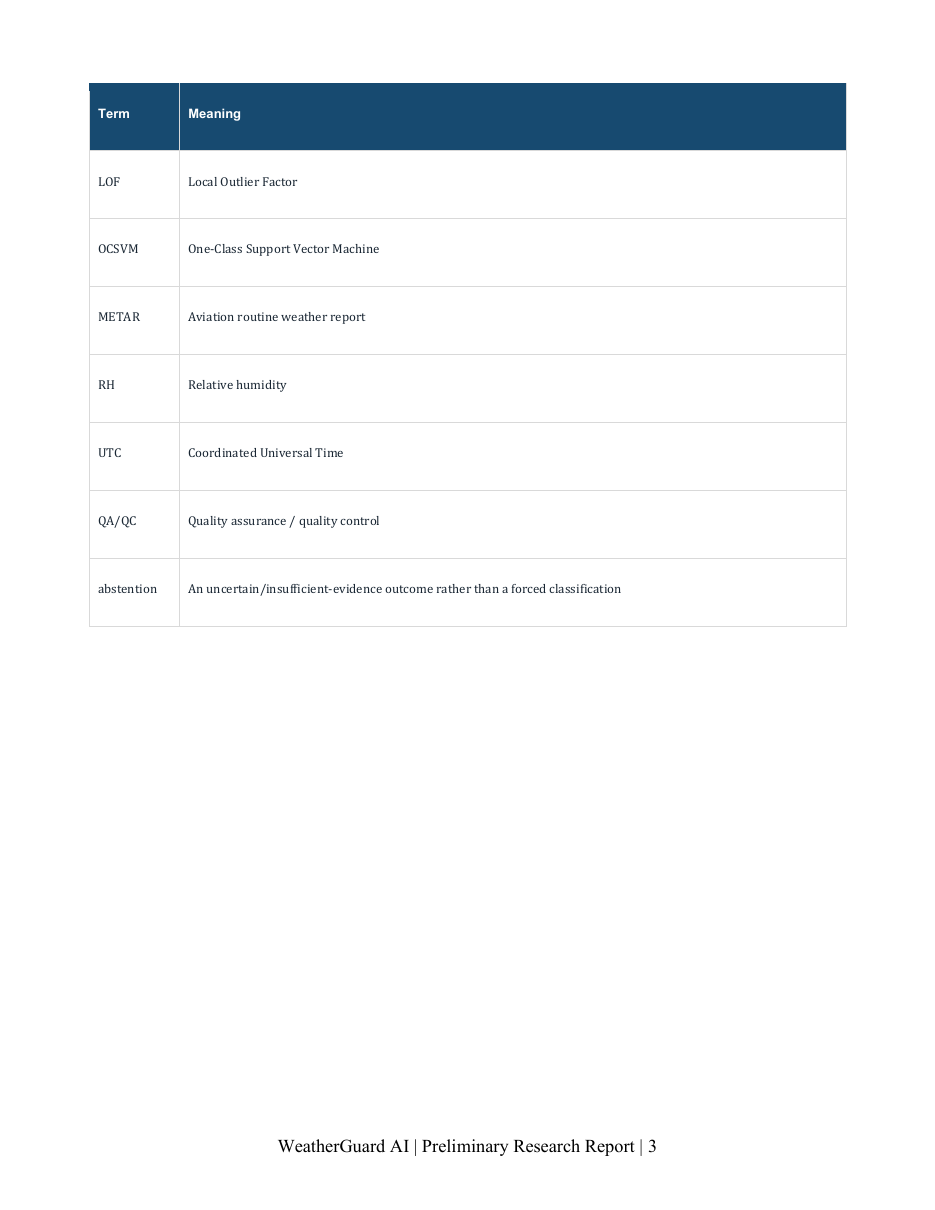 Term Meaning
LOF Local Outlier Factor
OCSVM One-Class Support Vector Machine
METAR Aviation routine weather report
RH Relative humidity
UTC Coordinated Universal Time
QA/QC Quality assurance / quality control
abstention An uncertain/insufficient-evidence outcome rather than a forced classification
WeatherGuard AI | Preliminary Research Report | 3